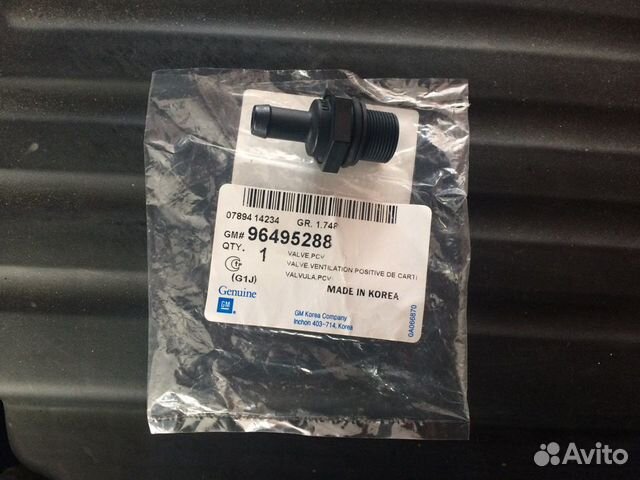 07894 14234 GR. 1.748
GM# 96495288
QTY. 1 VALVE,PCV
VALVE.VENTILATION POSITIVE DE CART
VALVULA,PCV
(G1J) MADE IN KOREA
Genuine
GM
GM Korea Company
Inchon 403-714, Korea
0A066870
Avito